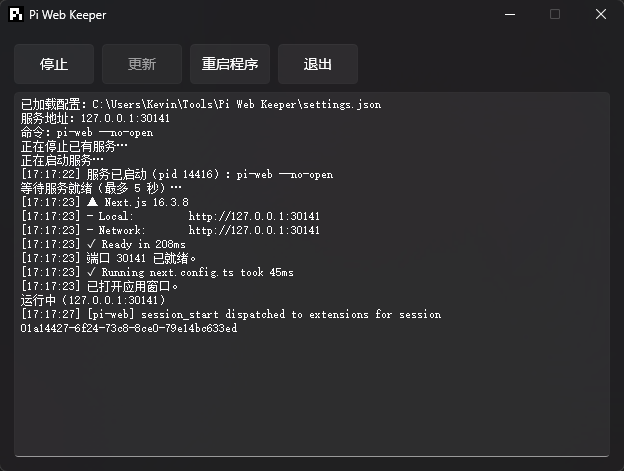 Pi Web Keeper
停止
更新
重启程序
退出
已加载配置: C:\Users\Kevin\Tools\Pi Web Keeper\settings.json
服务地址: 127.0.0.1:30141
命令: pi-web --no-open
正在停止已有服务…
正在启动服务…
[17:17:22] 服务已启动 (pid 14416) : pi-web --no-open
等待服务就绪 (最多 5 秒) …
[17:17:23] ▲ Next.js 16.3.8
[17:17:23] - Local:         http://127.0.0.1:30141
[17:17:23] - Network:       http://127.0.0.1:30141
[17:17:23] ✓ Ready in 208ms
[17:17:23] 端口 30141 已就绪。
[17:17:23] ✓ Running next.config.ts took 45ms
[17:17:23] 已打开应用窗口。
运行中 (127.0.0.1:30141)
[17:17:27] [pi-web] session_start dispatched to extensions for session
01a14427-6f24-73c8-8ce0-79e14bc633ed